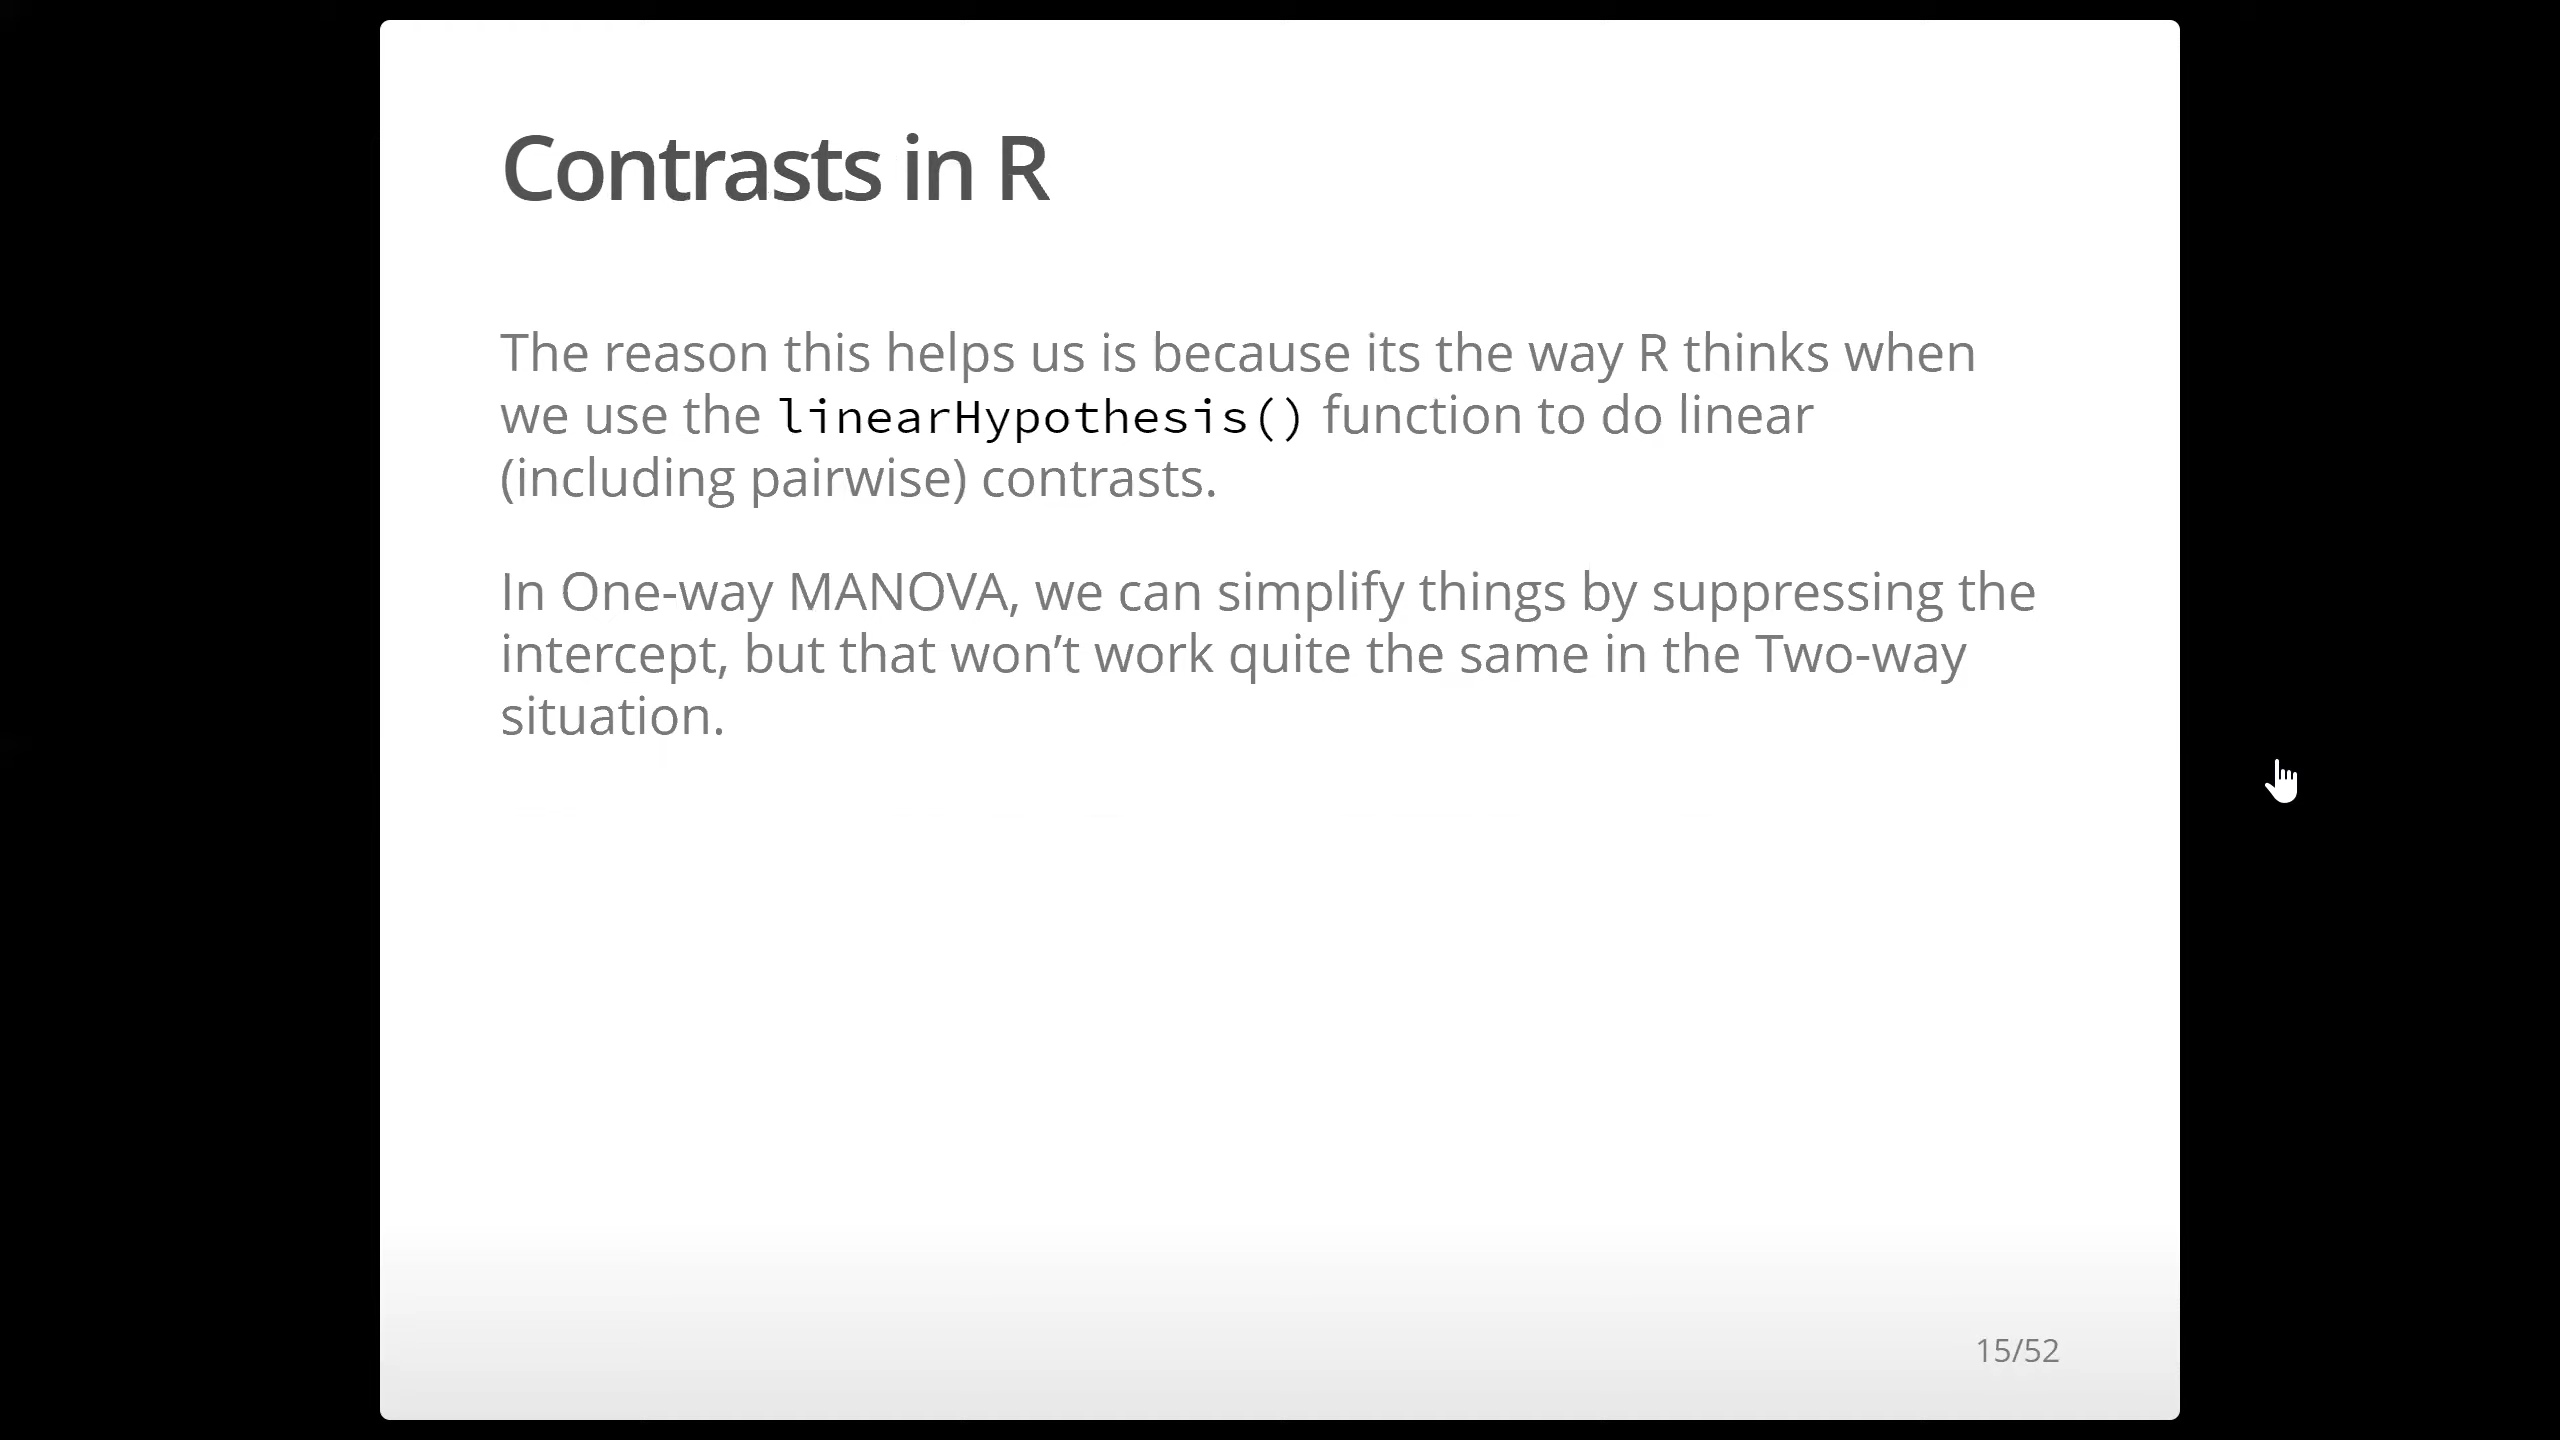 Contrasts in R
The reason this helps us is because its the way R thinks when
we use the linearHypothesis() function to do linear
(including pairwise) contrasts.
In One-way MANOVA, we can simplify things by suppressing the
intercept, but that won’t work quite the same in the Two-way
situation.
15/52